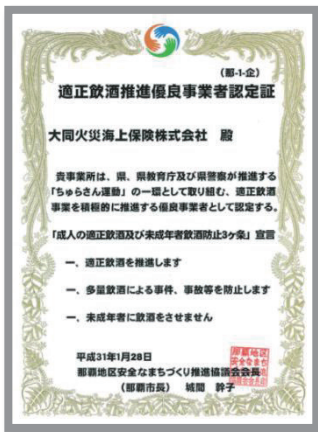 (那-1-企)
適正飲酒推進優良事業者認定証
大同火災海上保険株式会社 殿
貴事業所は、県、県教育庁及び県警察が推進する
「ちゅらさん運動」の一環として取り組む、適正飲酒
事業を積極的に推進する優良事業者として認定する。
「成人の適正飲酒及び未成年者飲酒防止3ヶ条」宣言
一、適正飲酒を推進します
一、多量飲酒による事件、事故等を防止します
一、未成年者に飲酒をさせません
平成31年1月28日
那覇地区安全なまちづくり推進協議会会長
(那覇市長) 城間 幹子
那覇地区
安全なまち